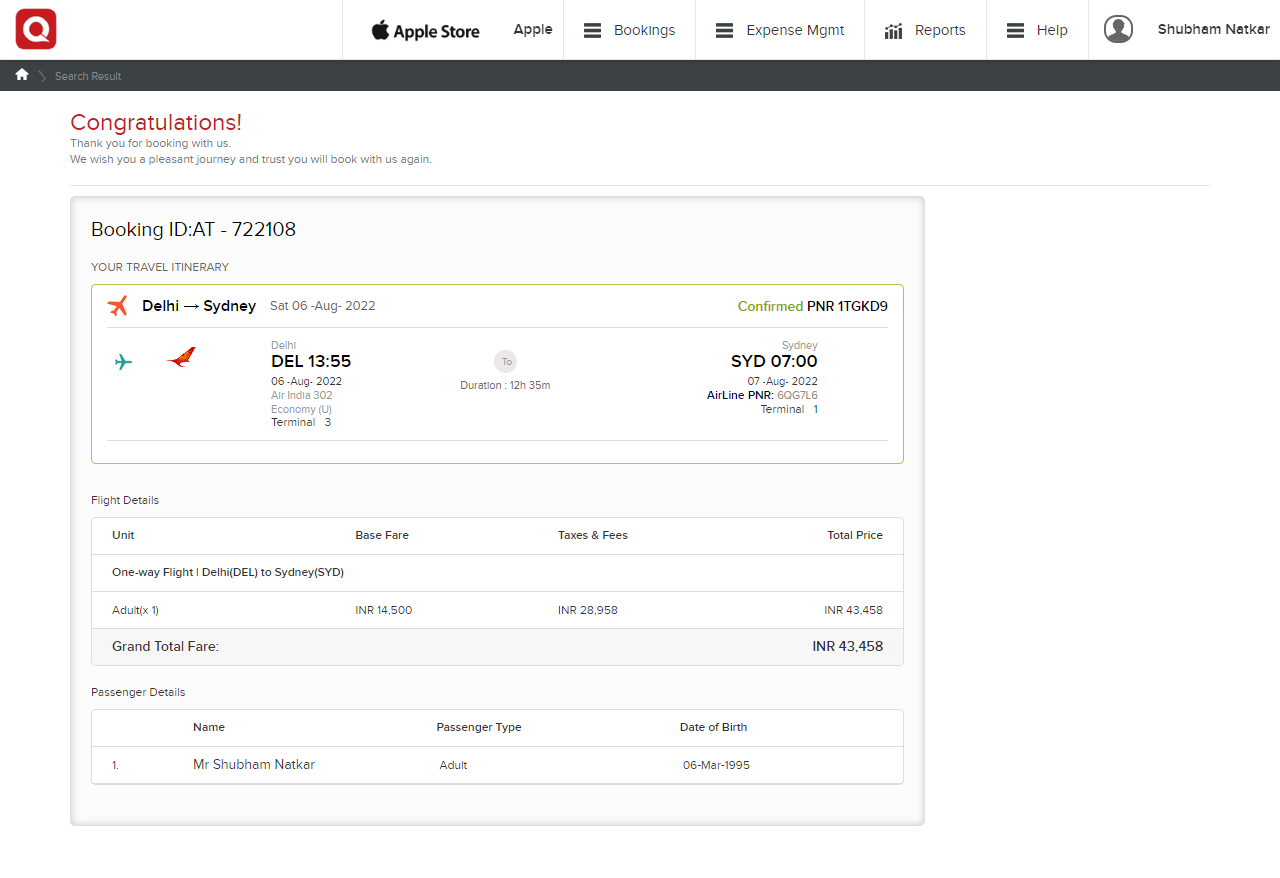 Q
Apple Store
Apple
Bookings
Expense Mgmt
Reports
Help
Shubham Natkar
Search Result
Congratulations!
Thank you for booking with us.
We wish you a pleasant journey and trust you will book with us again.
Booking ID:AT - 722108
YOUR TRAVEL ITINERARY
Delhi → Sydney Sat 06 -Aug- 2022 Confirmed PNR 1TGKD9
Delhi
DEL 13:55
06 -Aug- 2022
Air India 302
Economy (U)
Terminal 3
To
Duration : 12h 35m
Sydney
SYD 07:00
07 -Aug- 2022
AirLine PNR: 6QG7L6
Terminal 1
Flight Details
Unit Base Fare Taxes & Fees Total Price
One-way Flight | Delhi(DEL) to Sydney(SYD)
Adult(x 1) INR 14,500 INR 28,958 INR 43,458
Grand Total Fare: INR 43,458
Passenger Details
Name Passenger Type Date of Birth
1. Mr Shubham Natkar Adult 06-Mar-1995